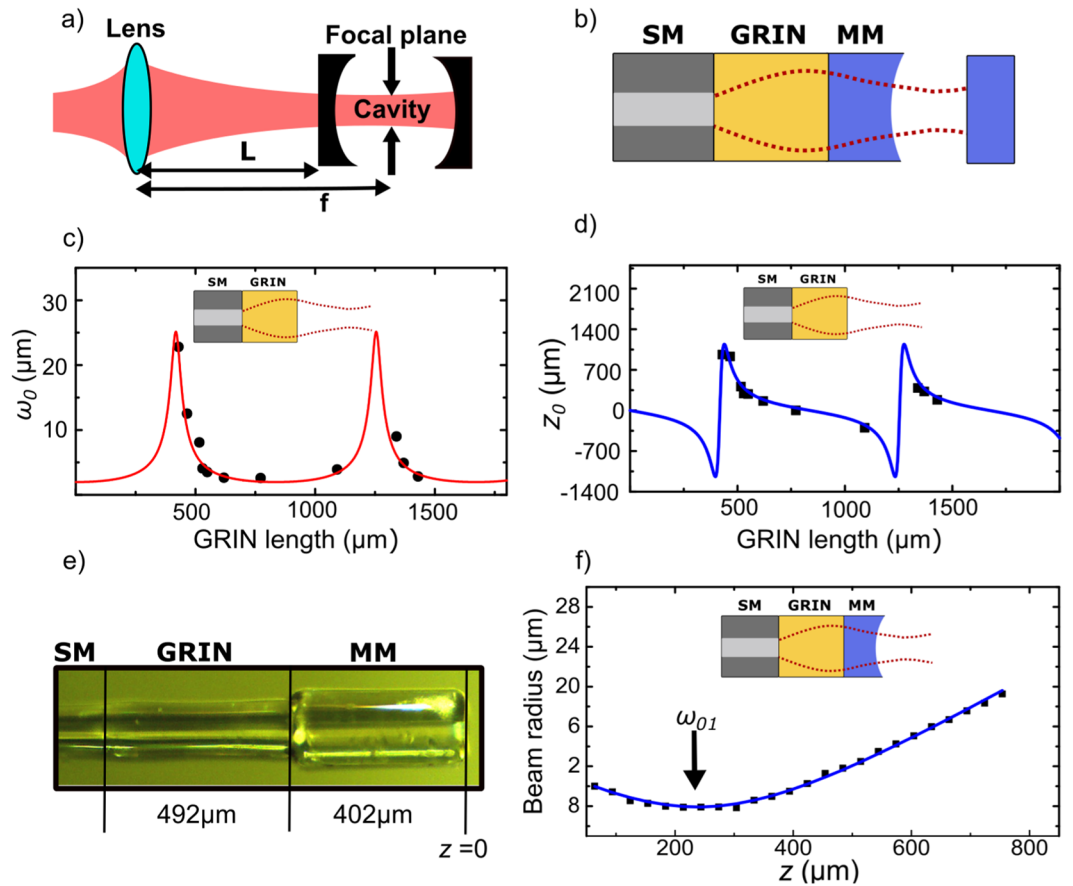 a)
Lens
Focal plane
Cavity
L
f
b)
SM GRIN MM
c)
SM GRIN
ω0 (µm)
30
20
10
500 1000 1500
GRIN length (µm)
d)
SM GRIN
z0 (µm)
2100
1400
700
0
-700
-1400
500 1000 1500
GRIN length (µm)
e)
SM GRIN MM
492µm 402µm
z =0
f)
SM GRIN MM
Beam radius (µm)
28
24
20
6
2
8
ω01
200 400 600 800
z (µm)